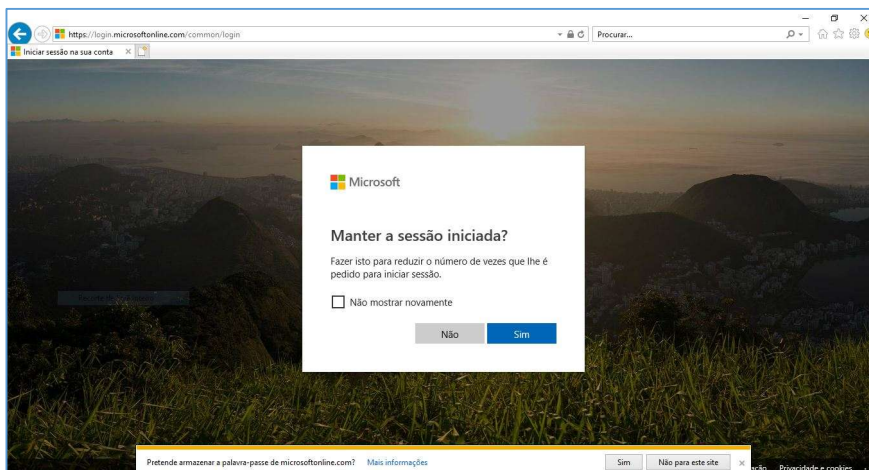 https://login.microsoftonline.com/common/login
Procurar...
Iniciar sessão na sua conta
Microsoft
Manter a sessão iniciada?
Fazer isto para reduzir o número de vezes que lhe é
pedido para iniciar sessão.
Não mostrar novamente
Não Sim
Pretende armazenar a palavra-passe de microsoftonline.com? Mais informações Sim Não para este site
Privacidade e cookies